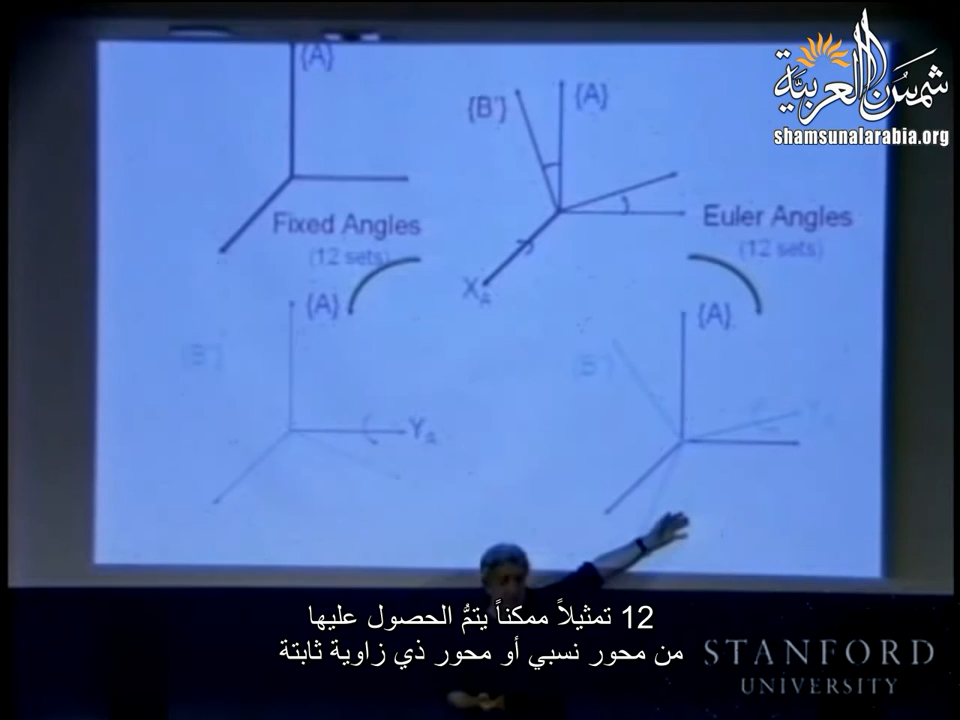 شمس العربية
shamsunalarabia.org
{A}
{B'}
{A}
Fixed Angles
(12 sets)
Euler Angles
(12 sets)
X_A
{A}
{A}
Y_A
12 تمثيلاً ممكناً يتمُّ الحصول عليها
من محور نسبي أو محور ذي زاوية ثابتة
STANFORD
UNIVERSITY